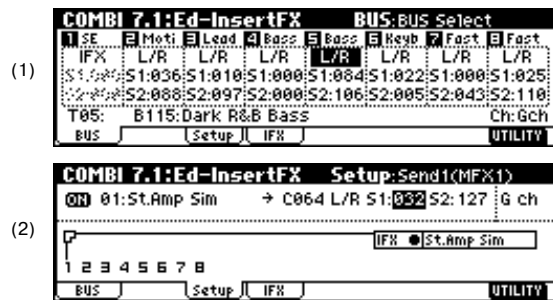 COMBI 7.1:Ed-InsertFX BUS:BUS Select
1 SE 2 Moti 3 Lead 4 Bass 5 Bass 6 Keyb 7 Fast 8 Fast
IFX L/R L/R L/R L/R L/R L/R L/R
(1)
S1:036 S1:010 S1:000 S1:084 S1:022 S1:000 S1:025
S2:088 S2:097 S2:000 S2:106 S2:005 S2:043 S2:110
T05: B115:Dark R&B Bass Ch:Gch
BUS Setup IFX UTILITY
COMBI 7.1:Ed-InsertFX Setup:Send1(MFX1)
ON 01:St.Amp Sim → C064 L/R S1:032 S2:127 G ch
(2)
IFX ●St.Amp Sim
1 2 3 4 5 6 7 8
BUS Setup IFX UTILITY